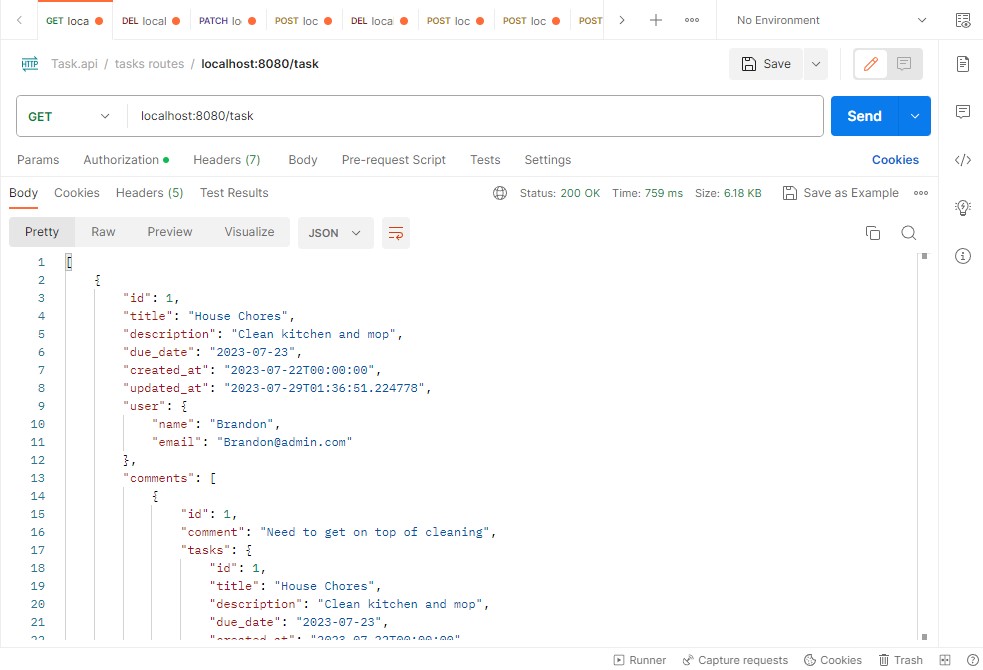 GET loca DEL local PATCH lo POST loc DEL loca POST loc POST loc POST No Environment
HTTP Task.api / tasks routes / localhost:8080/task Save
GET localhost:8080/task Send
Params Authorization Headers (7) Body Pre-request Script Tests Settings Cookies
Body Cookies Headers (5) Test Results Status: 200 OK Time: 759 ms Size: 6.18 KB Save as Example
Pretty Raw Preview Visualize JSON
1 [
2 {
3 "id": 1,
4 "title": "House Chores",
5 "description": "Clean kitchen and mop",
6 "due_date": "2023-07-23",
7 "created_at": "2023-07-22T00:00:00",
8 "updated_at": "2023-07-29T01:36:51.224778",
9 "user": {
10 "name": "Brandon",
11 "email": "Brandon@admin.com"
12 },
13 "comments": [
14 {
15 "id": 1,
16 "comment": "Need to get on top of cleaning",
17 "tasks": {
18 "id": 1,
19 "title": "House Chores",
20 "description": "Clean kitchen and mop",
21 "due_date": "2023-07-23",
22 "created_at": "2023-07-22T00:00:00"
Runner Capture requests Cookies Trash